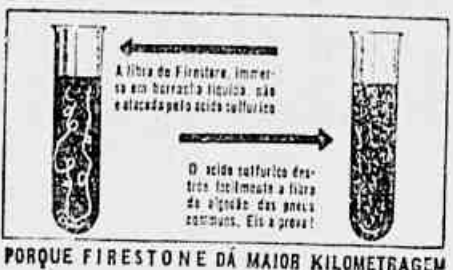 A fibra de Firestone, immer-
sa em borracha liquida, não
e atacada pelo acido sulfurico
O acido sulfurico des-
tróe facilmente a fibra
de algodão dos pneus
communs. Eis a prova!
PORQUE FIRESTONE DÁ MAIOR KILOMETRAGEM